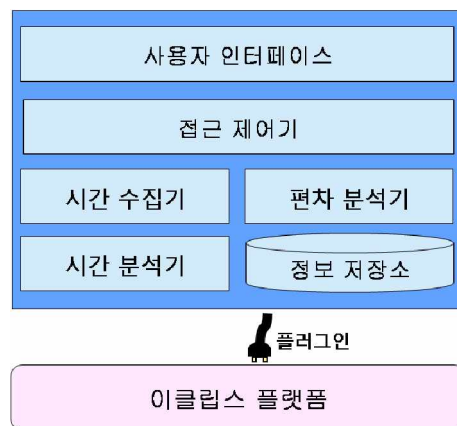 사용자 인터페이스
접근 제어기
시간 수집기
편차 분석기
시간 분석기
정보 저장소
플러그인
이클립스 플랫폼